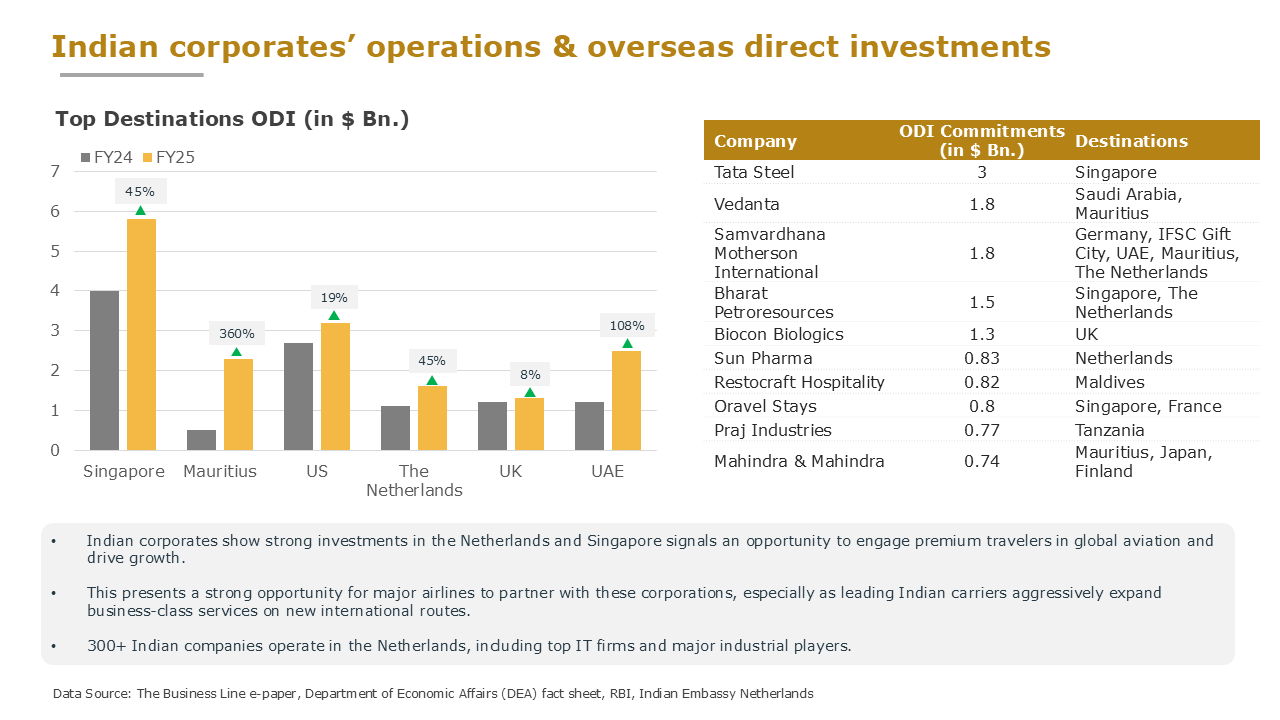 Indian corporates’ operations & overseas direct investments
Top Destinations ODI (in $ Bn.)
FY24 FY25
7
6
5
4
3
2
1
0
45%
360%
19%
45%
8%
108%
Singapore Mauritius US The UK UAE
Netherlands
Company ODI Commitments (in $ Bn.) Destinations
Tata Steel 3 Singapore
Vedanta 1.8 Saudi Arabia,
Mauritius
Samvardhana Germany, IFSC Gift
Motherson 1.8 City, UAE, Mauritius,
International The Netherlands
Bharat Singapore, The
Petroresources 1.5 Netherlands
Biocon Biologics 1.3 UK
Sun Pharma 0.83 Netherlands
Restocraft Hospitality 0.82 Maldives
Oravel Stays 0.8 Singapore, France
Praj Industries 0.77 Tanzania
Mahindra & Mahindra 0.74 Mauritius, Japan,
Finland
• Indian corporates show strong investments in the Netherlands and Singapore signals an opportunity to engage premium travelers in global aviation and
drive growth.
• This presents a strong opportunity for major airlines to partner with these corporations, especially as leading Indian carriers aggressively expand
business-class services on new international routes.
• 300+ Indian companies operate in the Netherlands, including top IT firms and major industrial players.
Data Source: The Business Line e-paper, Department of Economic Affairs (DEA) fact sheet, RBI, Indian Embassy Netherlands